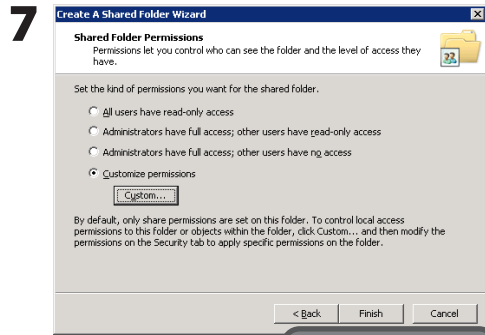 7
Create A Shared Folder Wizard
Shared Folder Permissions
Permissions let you control who can see the folder and the level of access they
have.
Set the kind of permissions you want for the shared folder.
All users have read-only access
Administrators have full access; other users have read-only access
Administrators have full access; other users have no access
Customize permissions
Custom...
By default, only share permissions are set on this folder. To control local access
permissions to this folder or objects within the folder, click Custom... and then modify the
permissions on the Security tab to apply specific permissions on the folder.
< Back Finish Cancel